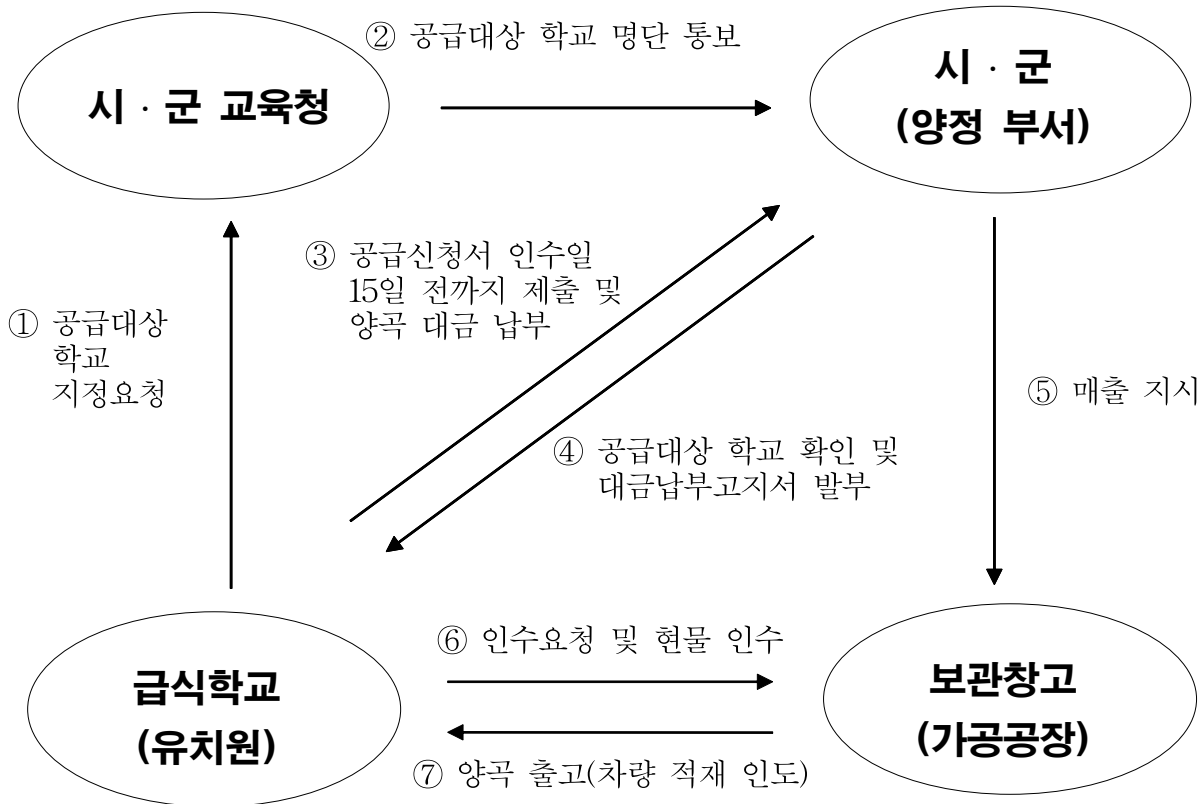 ② 공급대상 학교 명단 통보
시 · 군 교육청
시 · 군
(양정 부서)
③ 공급신청서 인수일
15일 전까지 제출 및
양곡 대금 납부
① 공급대상
학교
지정요청
⑤ 매출 지시
④ 공급대상 학교 확인 및
대금납부고지서 발부
급식학교
(유치원)
⑥ 인수요청 및 현물 인수
보관창고
(가공공장)
⑦ 양곡 출고(차량 적재 인도)